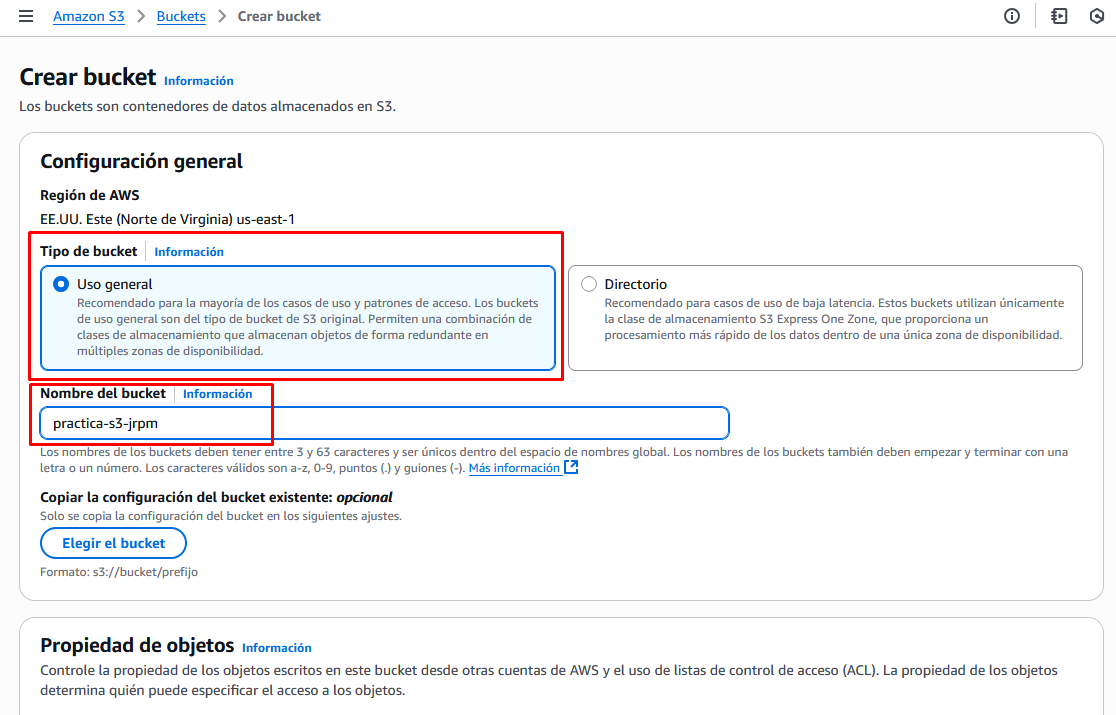 Amazon S3 > Buckets > Crear bucket
Crear bucket Información
Los buckets son contenedores de datos almacenados en S3.
Configuración general
Región de AWS
EE.UU. Este (Norte de Virginia) us-east-1
Tipo de bucket Información
Uso general
Recomendado para la mayoría de los casos de uso y patrones de acceso. Los buckets
de uso general son del tipo de bucket de S3 original. Permiten una combinación de
clases de almacenamiento que almacenan objetos de forma redundante en
múltiples zonas de disponibilidad.
Directorio
Recomendado para casos de uso de baja latencia. Estos buckets utilizan únicamente
la clase de almacenamiento S3 Express One Zone, que proporciona un
procesamiento más rápido de los datos dentro de una única zona de disponibilidad.
Nombre del bucket Información
practica-s3-jrpm
Los nombres de los buckets deben tener entre 3 y 63 caracteres y ser únicos dentro del espacio de nombres global. Los nombres de los buckets también deben empezar y terminar con una
letra o un número. Los caracteres válidos son a-z, 0-9, puntos (.) y guiones (-). Más información
Copiar la configuración del bucket existente: opcional
Solo se copia la configuración del bucket en los siguientes ajustes.
Elegir el bucket
Formato: s3://bucket/prefijo
Propiedad de objetos Información
Controle la propiedad de los objetos escritos en este bucket desde otras cuentas de AWS y el uso de listas de control de acceso (ACL). La propiedad de los objetos
determina quién puede especificar el acceso a los objetos.